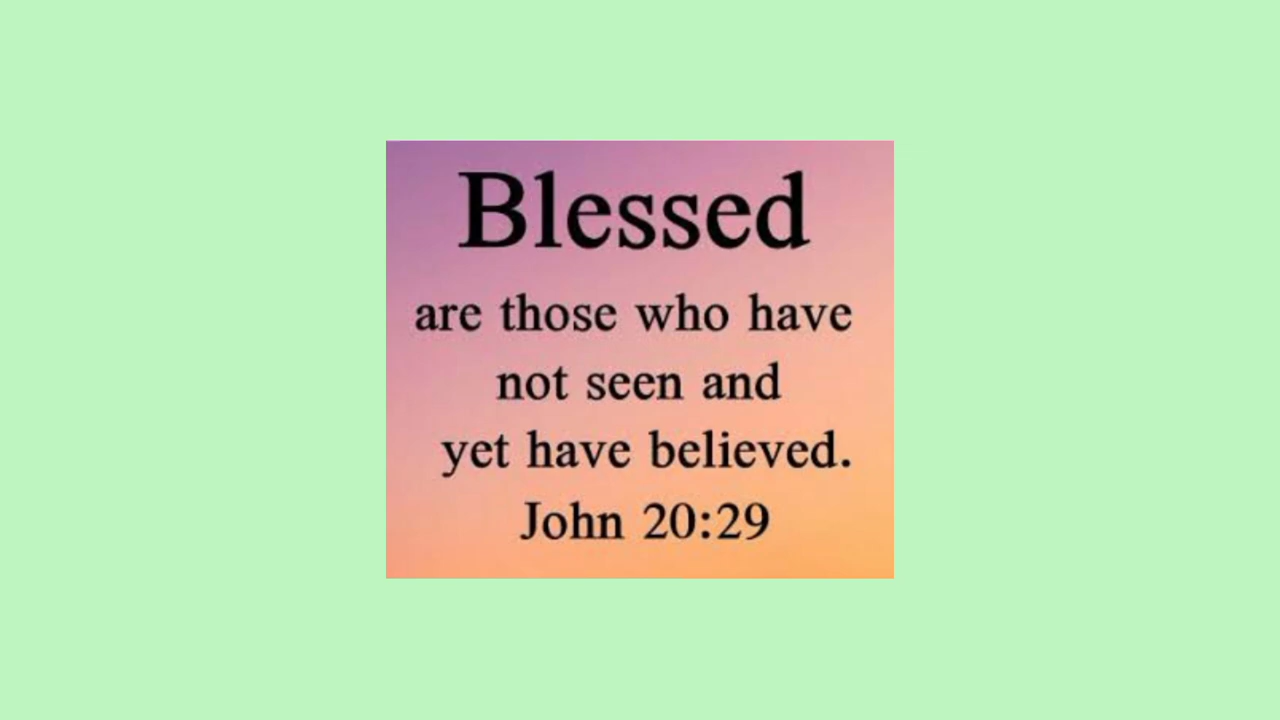 Blessed
are those who have
not seen and
yet have believed.
John 20:29